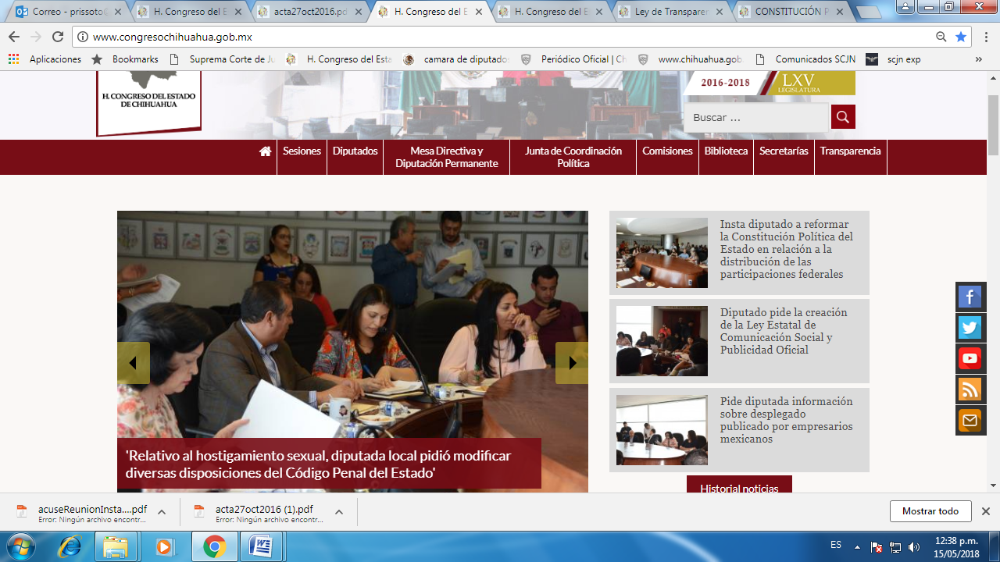 Correo - prissoto@
H. Congreso del E
acta27oct2016.pd
H. Congreso del E
H. Congreso del E
Ley de Transparen
CONSTITUCIÓN P
www.congresochihuahua.gob.mx
Aplicaciones
Bookmarks
Suprema Corte de Ju
H. Congreso del Esta
camara de diputado
Periódico Oficial | Ch
www.chihuahua.gob
Comunicados SCJN
scjn exp
»
H. CONGRESO DEL ESTADO
DE CHIHUAHUA
2016-2018
LXV
LEGISLATURA
Buscar ...
Sesiones
Diputados
Mesa Directiva y
Diputación Permanente
Junta de Coordinación
Política
Comisiones
Biblioteca
Secretarías
Transparencia
'Relativo al hostigamiento sexual, diputada local pidió modificar
diversas disposiciones del Código Penal del Estado'
Insta diputado a reformar
la Constitución Política del
Estado en relación a la
distribución de las
participaciones federales
Diputado pide la creación
de la Ley Estatal de
Comunicación Social y
Publicidad Oficial
Pide diputada información
sobre desplegado
publicado por empresarios
mexicanos
Historial noticias
acuseReunionInsta....pdf
Error: Ningún archivo encontr...
acta27oct2016 (1).pdf
Error: Ningún archivo encontr...
Mostrar todo
ES
12:38 p.m.
15/05/2018